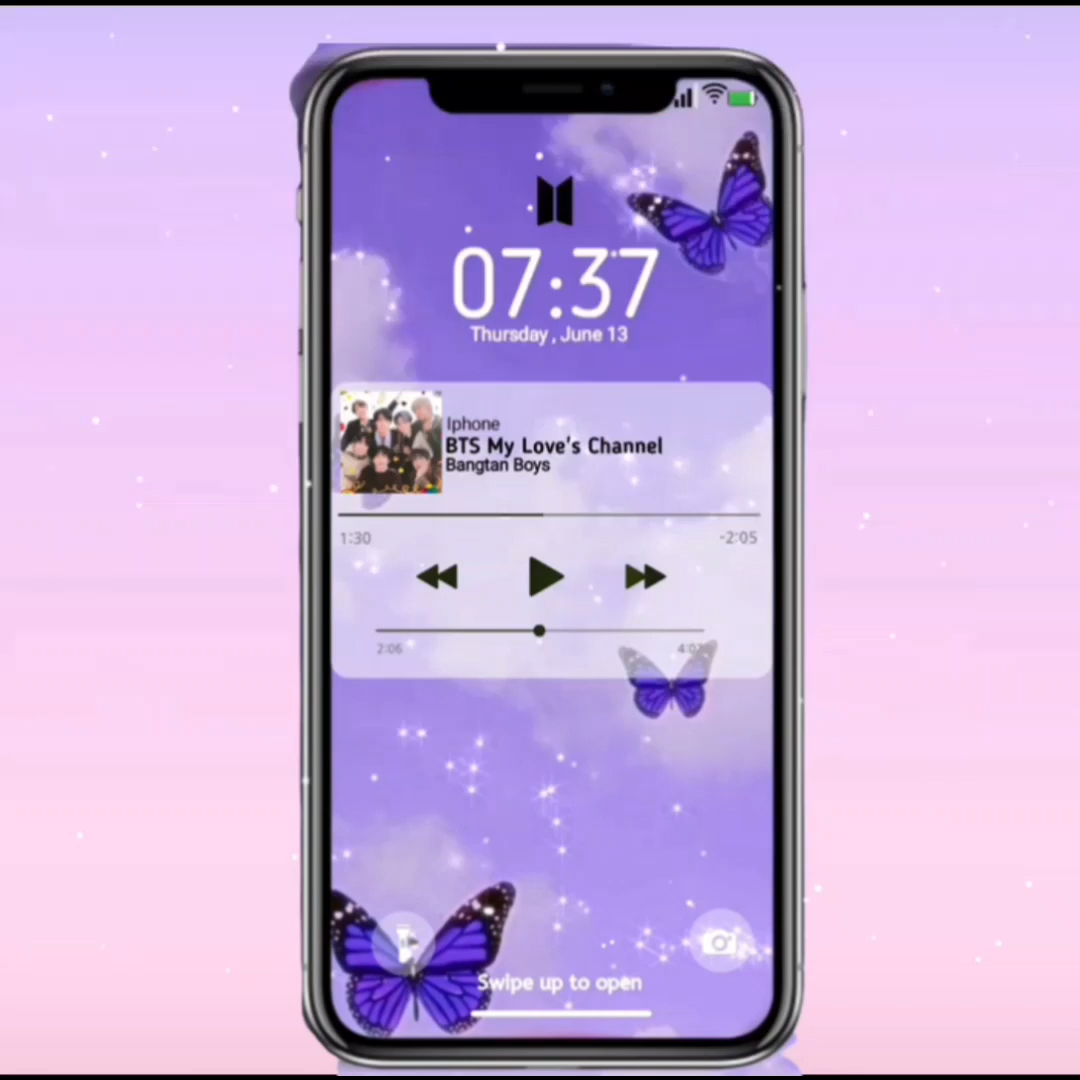 07:37
Thursday , June 13
Iphone
BTS My Love's Channel
Bangtan Boys
1:30 -2:05
2:06
Swipe up to open